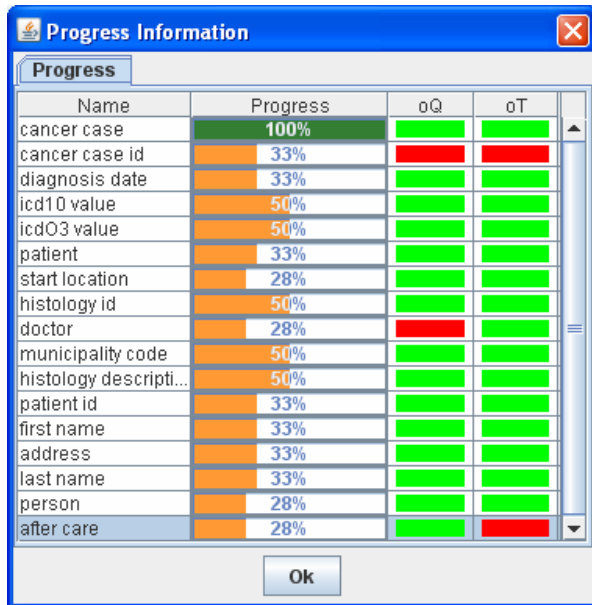 Progress Information
Progress
Name Progress oQ oT
cancer case 100%
cancer case id 33%
diagnosis date 33%
icd10 value 50%
icdO3 value 50%
patient 33%
start location 28%
histology id 50%
doctor 28%
municipality code 50%
histology descripti... 50%
patient id 33%
first name 33%
address 33%
last name 33%
person 28%
after care 28%
Ok